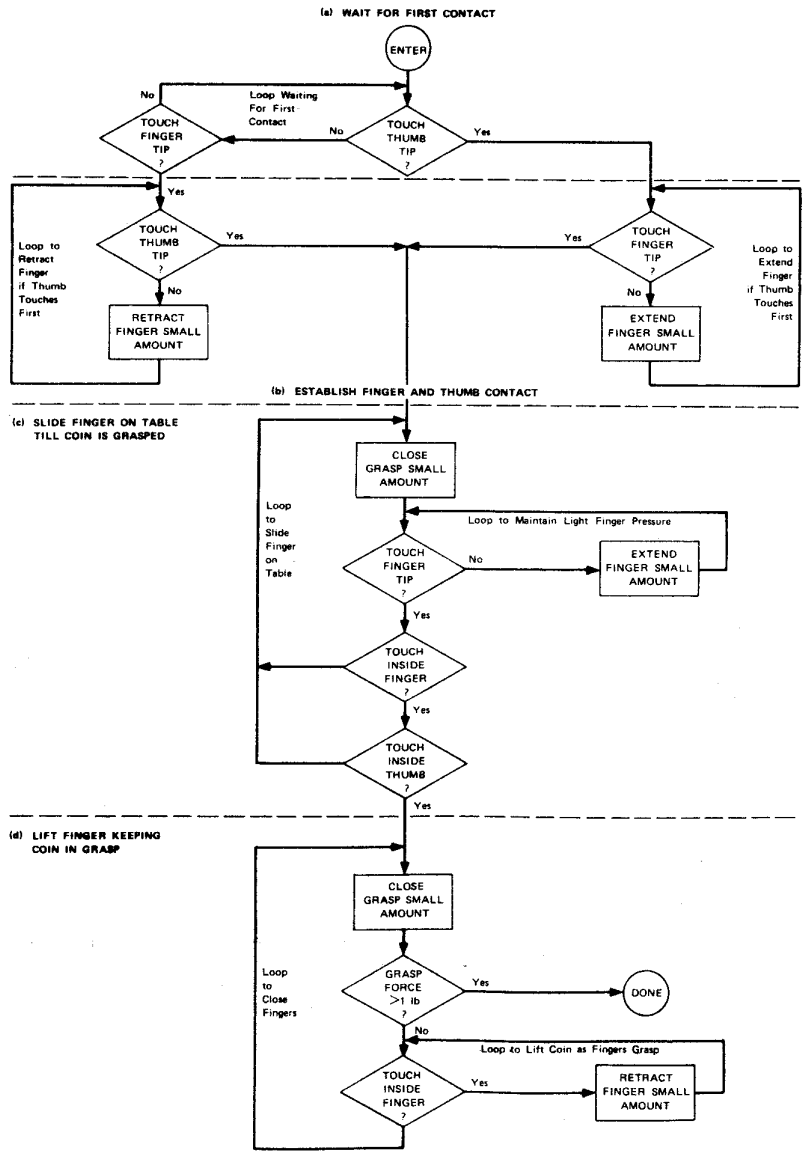 (a) WAIT FOR FIRST CONTACT
ENTER
No
Loop Waiting
For First
Contact
TOUCH
FINGER
TIP
?
No
TOUCH
THUMB
TIP
?
Yes
Yes
Loop to
Retract
Finger
if Thumb
Touches
First
TOUCH
THUMB
TIP
?
Yes
No
RETRACT
FINGER SMALL
AMOUNT
Yes
TOUCH
FINGER
TIP
?
No
EXTEND
FINGER SMALL
AMOUNT
Loop to
Extend
Finger
if Thumb
Touches
First
(b) ESTABLISH FINGER AND THUMB CONTACT
(c) SLIDE FINGER ON TABLE
TILL COIN IS GRASPED
CLOSE
GRASP SMALL
AMOUNT
Loop
to
Slide
Finger
on
Table
Loop to Maintain Light Finger Pressure
TOUCH
FINGER
TIP
?
No
EXTEND
FINGER SMALL
AMOUNT
Yes
TOUCH
INSIDE
FINGER
?
Yes
TOUCH
INSIDE
THUMB
?
Yes
(d) LIFT FINGER KEEPING
COIN IN GRASP
CLOSE
GRASP SMALL
AMOUNT
Loop
to
Close
Fingers
GRASP
FORCE
>1 lb
?
Yes
DONE
No
Loop to Lift Coin as Fingers Grasp
TOUCH
INSIDE
FINGER
?
Yes
RETRACT
FINGER SMALL
AMOUNT